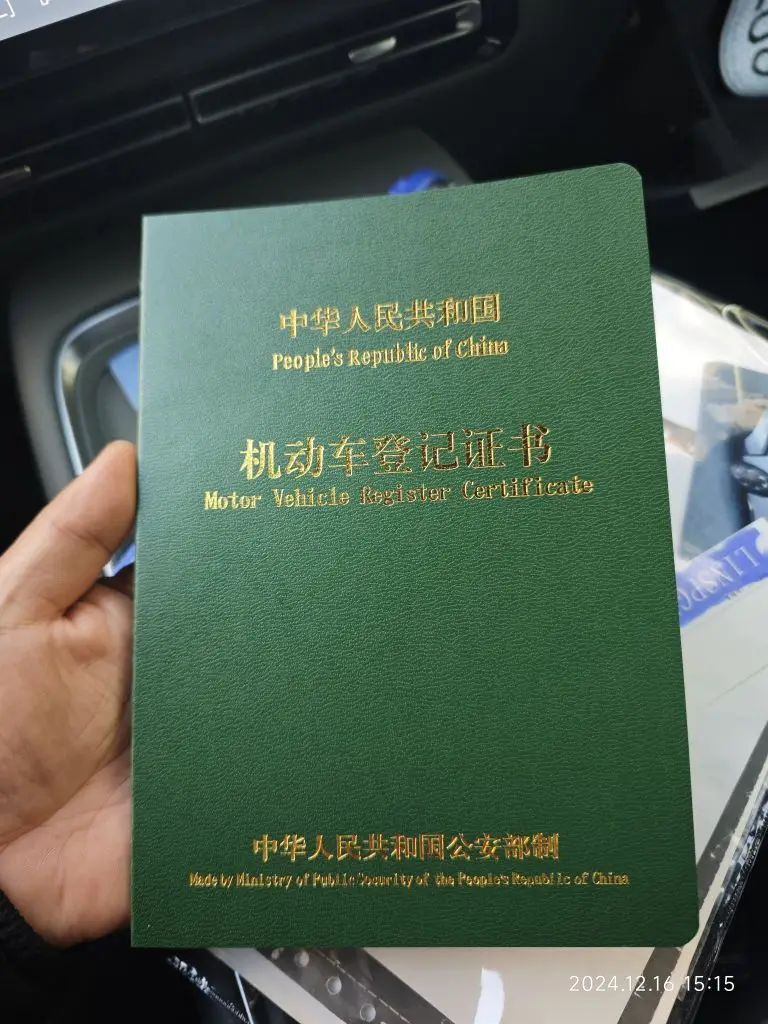 中华人民共和国
People's Republic of China
机动车登记证书
Motor Vehicle Register Certificate
中华人民共和国公安部制
Made by Ministry of Public Security of the People's Republic of China
2024.12.16 15:15